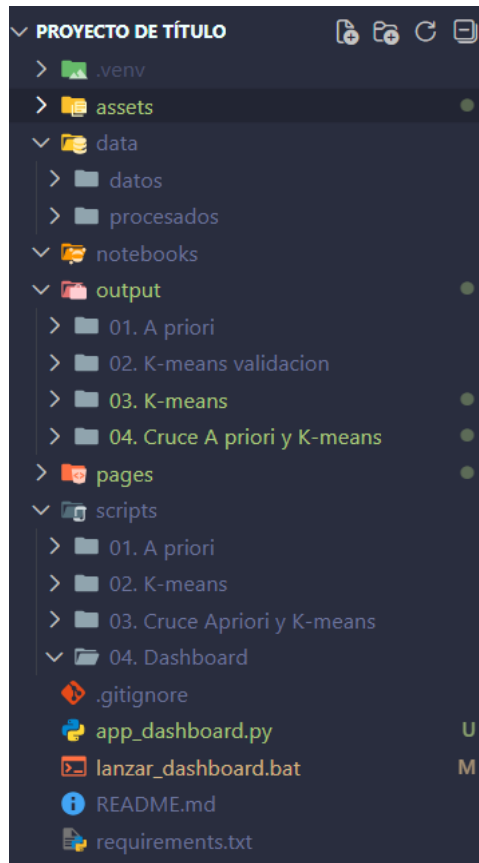 PROYECTO DE TÍTULO
.venv
assets
data
datos
procesados
notebooks
output
01. A priori
02. K-means validacion
03. K-means
04. Cruce A priori y K-means
pages
scripts
01. A priori
02. K-means
03. Cruce Apriori y K-means
04. Dashboard
.gitignore
app_dashboard.py U
lanzar_dashboard.bat M
README.md
requirements.txt